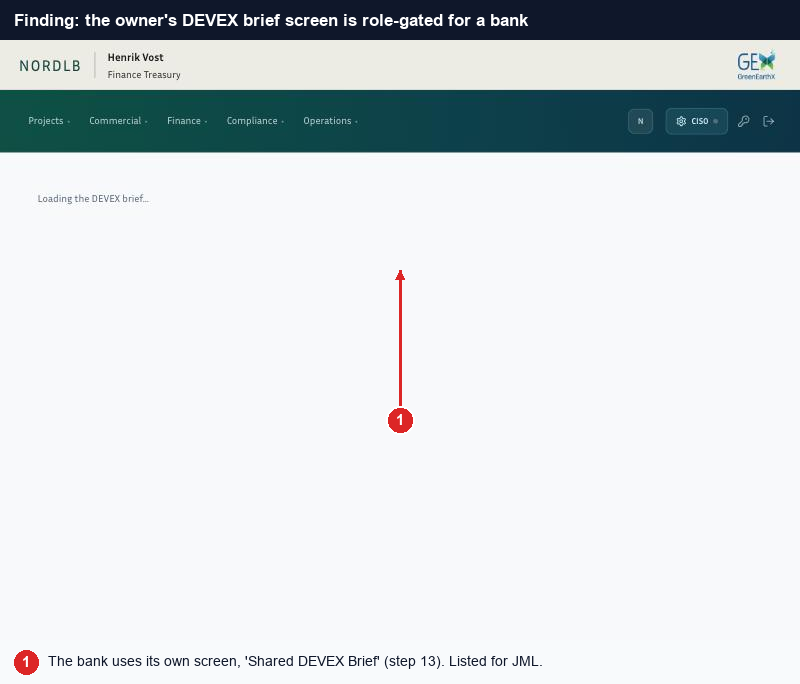 Finding: the owner's DEVEX brief screen is role-gated for a bank
NORDLB
Henrik Vost
Finance Treasury
GEX
GreenEarthX
Projects
Commercial
Finance
Compliance
Operations
N
CISO
Loading the DEVEX brief...
1
1 The bank uses its own screen, 'Shared DEVEX Brief' (step 13). Listed for JML.